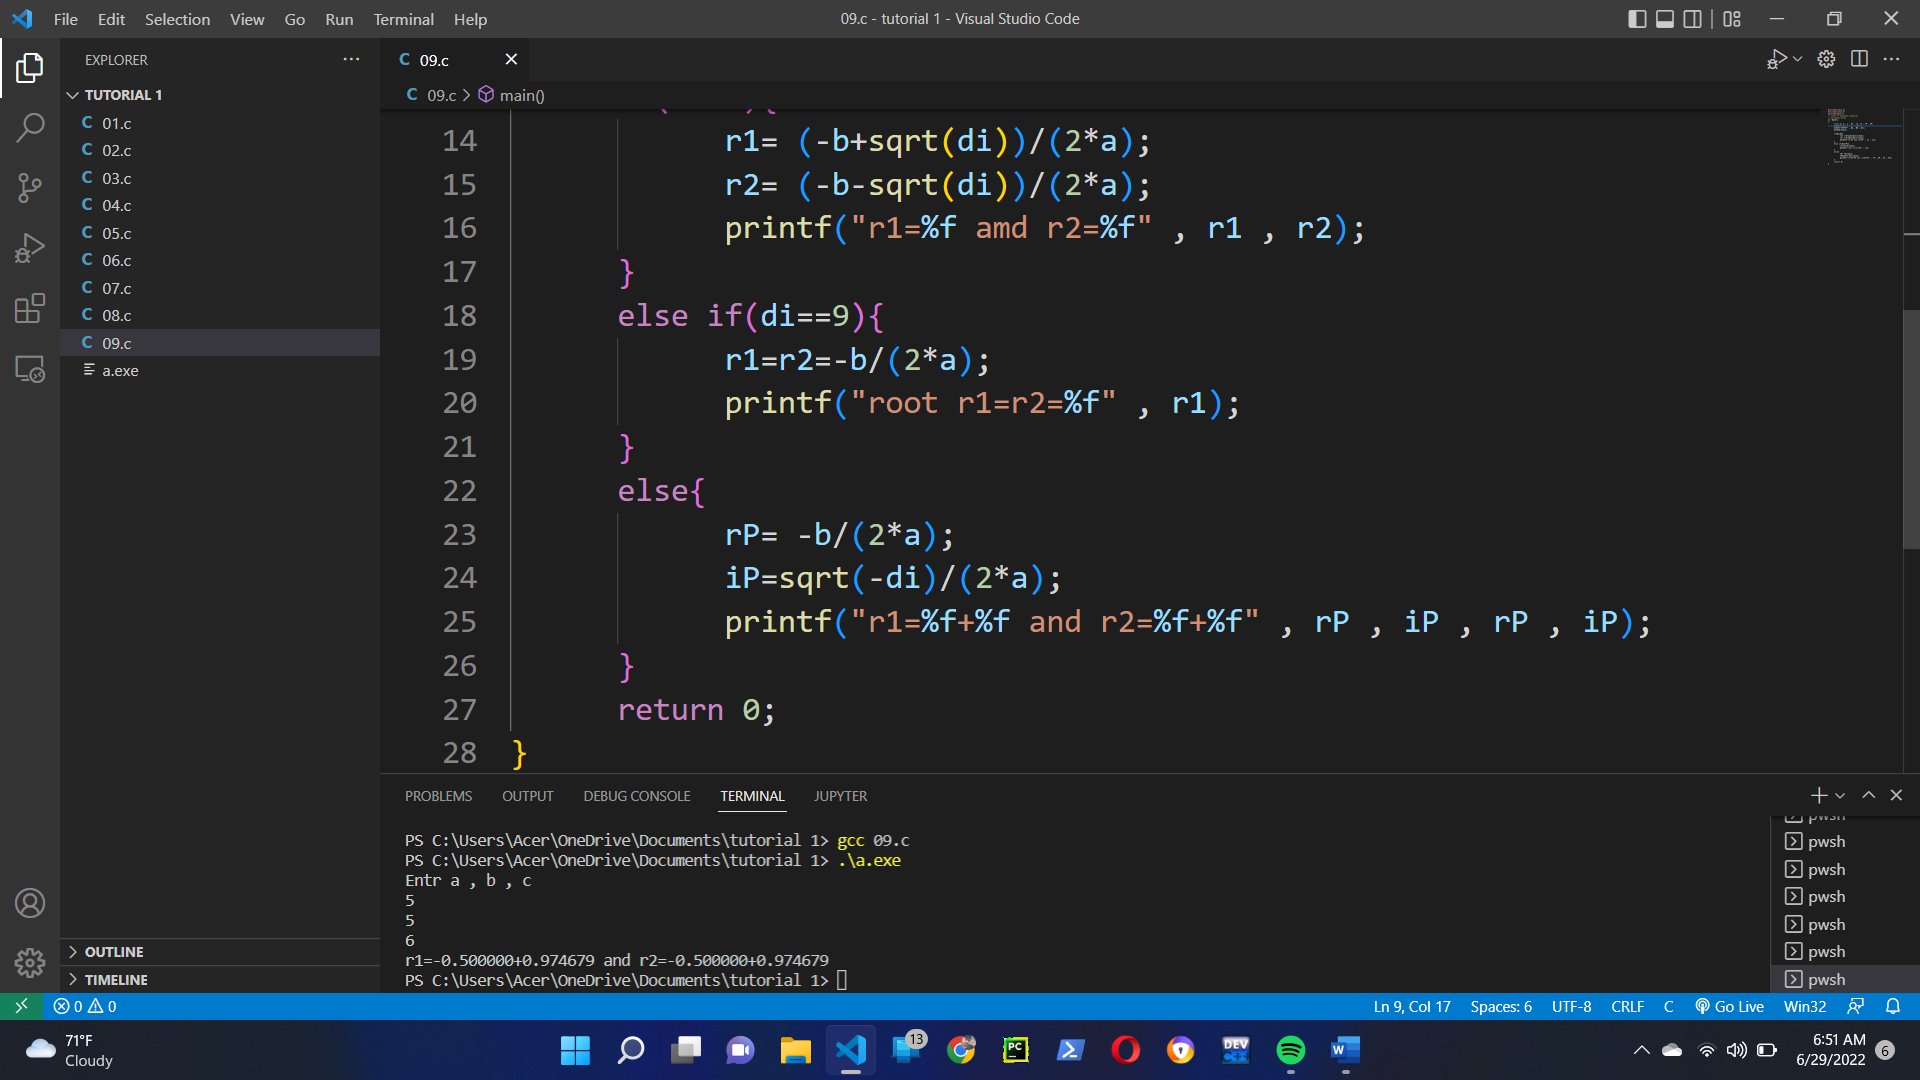 File Edit Selection View Go Run Terminal Help
09.c - tutorial 1 - Visual Studio Code
EXPLORER
TUTORIAL 1
C 01.c
C 02.c
C 03.c
C 04.c
C 05.c
C 06.c
C 07.c
C 08.c
C 09.c
a.exe
OUTLINE
TIMELINE
C 09.c
C 09.c > main()
14 r1= (-b+sqrt(di))/(2*a);
15 r2= (-b-sqrt(di))/(2*a);
16 printf("r1=%f amd r2=%f" , r1 , r2);
17 }
18 else if(di==9){
19 r1=r2=-b/(2*a);
20 printf("root r1=r2=%f" , r1);
21 }
22 else{
23 rP= -b/(2*a);
24 iP=sqrt(-di)/(2*a);
25 printf("r1=%f+%f and r2=%f+%f" , rP , iP , rP , iP);
26 }
27 return 0;
28 }
PROBLEMS OUTPUT DEBUG CONSOLE TERMINAL JUPYTER
PS C:\Users\Acer\OneDrive\Documents\tutorial 1> gcc 09.c
PS C:\Users\Acer\OneDrive\Documents\tutorial 1> .\a.exe
Entr a , b , c
5
5
6
r1=-0.500000+0.974679 and r2=-0.500000+0.974679
PS C:\Users\Acer\OneDrive\Documents\tutorial 1>
pwsh
pwsh
pwsh
pwsh
pwsh
pwsh
pwsh
0 0
Ln 9, Col 17 Spaces: 6 UTF-8 CRLF C Go Live Win32
71°F
Cloudy
13
PC
DEV
C++
W
6:51 AM
6/29/2022
6